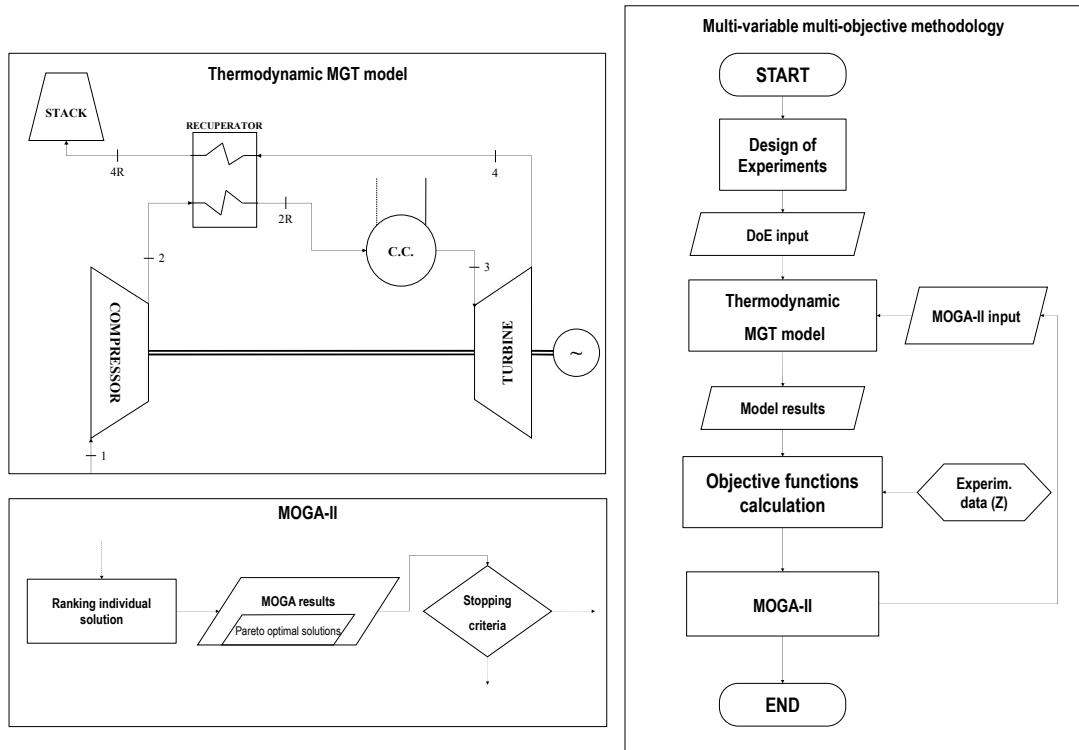 Thermodynamic MGT model
STACK
RECUPERATOR
4R
4
2R
2
C.C.
3
COMPRESSOR
TURBINE
~
1
MOGA-II
Ranking individual
solution
MOGA results
Pareto optimal solutions
Stopping
criteria
Multi-variable multi-objective methodology
START
Design of
Experiments
DoE input
Thermodynamic
MGT model
MOGA-II input
Model results
Objective functions
calculation
Experim.
data (Z)
MOGA-II
END